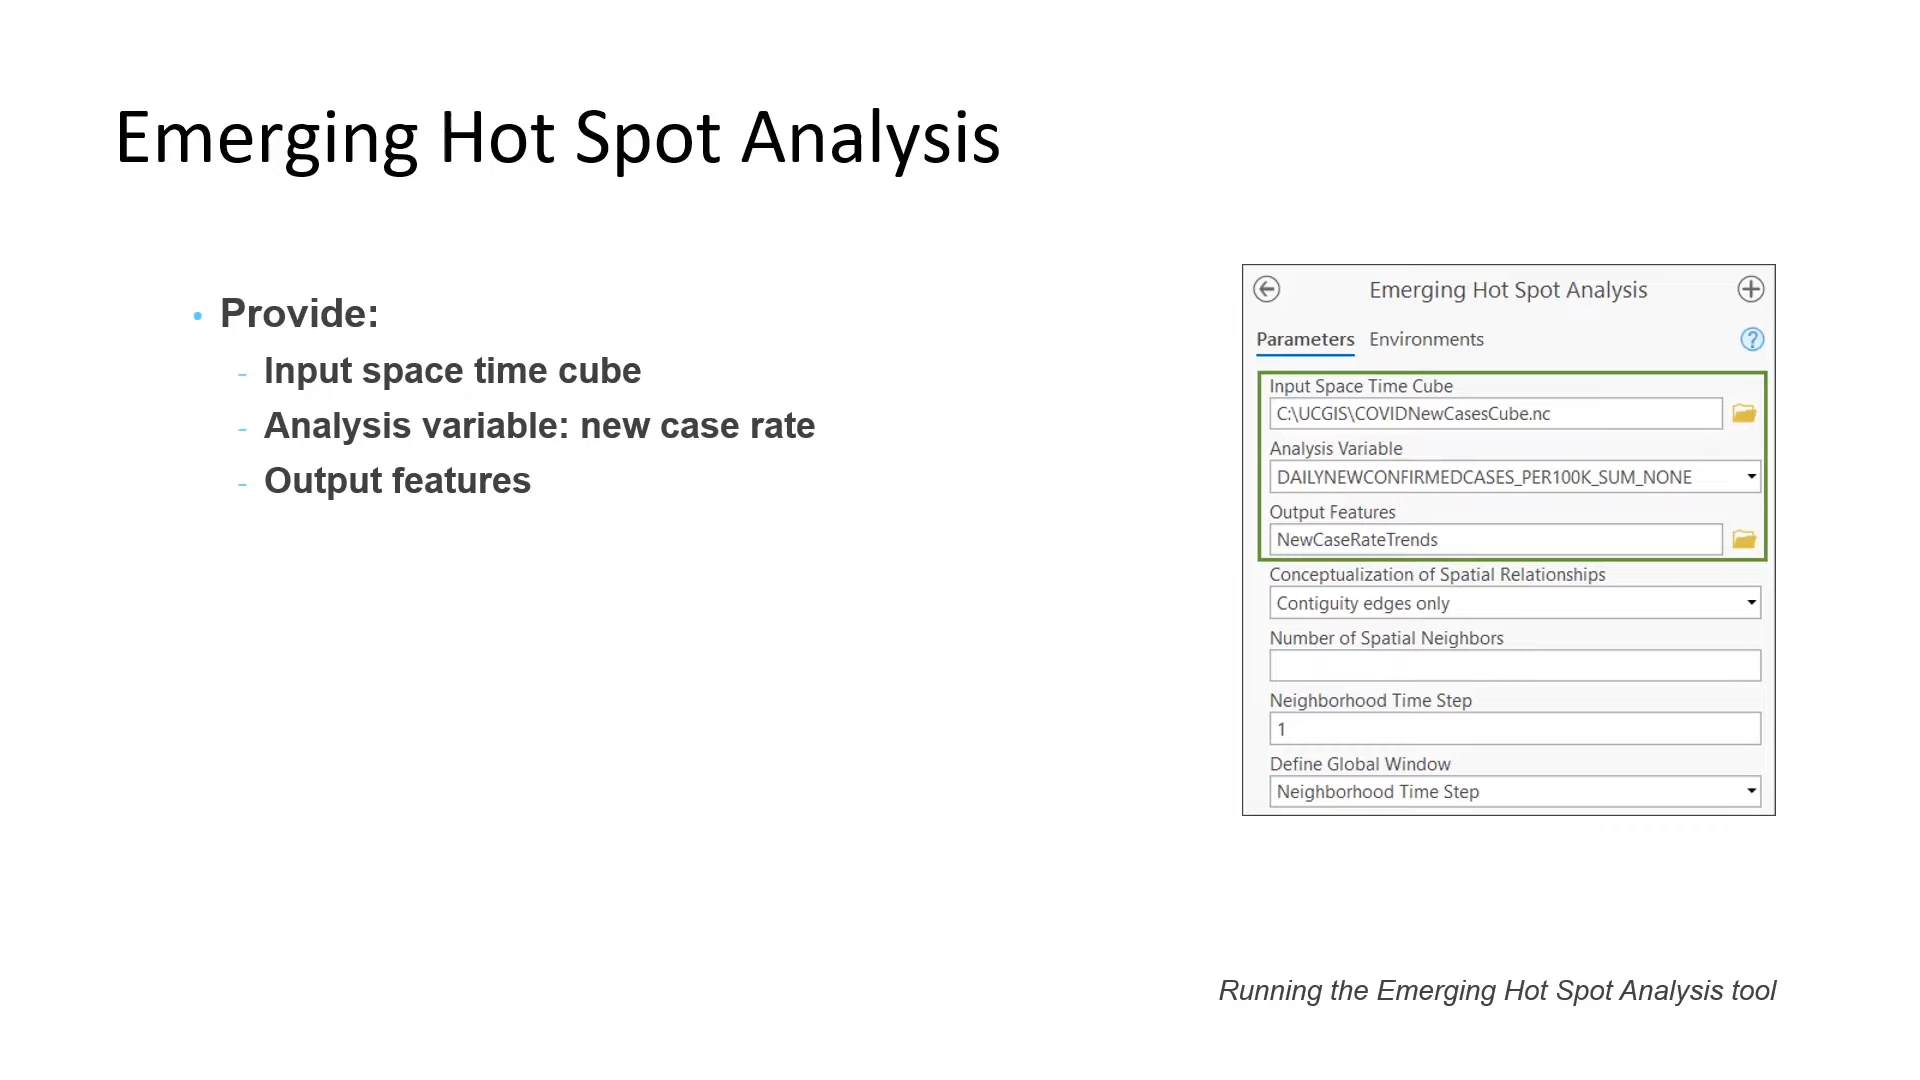 Emerging Hot Spot Analysis
• Provide:
- Input space time cube
- Analysis variable: new case rate
- Output features
Emerging Hot Spot Analysis
Parameters Environments
Input Space Time Cube
C:\UCGIS\COVIDNewCasesCube.nc
Analysis Variable
DAILYNEWCONFIRMEDCASES_PER100K_SUM_NONE
Output Features
NewCaseRateTrends
Conceptualization of Spatial Relationships
Contiguity edges only
Number of Spatial Neighbors
Neighborhood Time Step
1
Define Global Window
Neighborhood Time Step
Running the Emerging Hot Spot Analysis tool